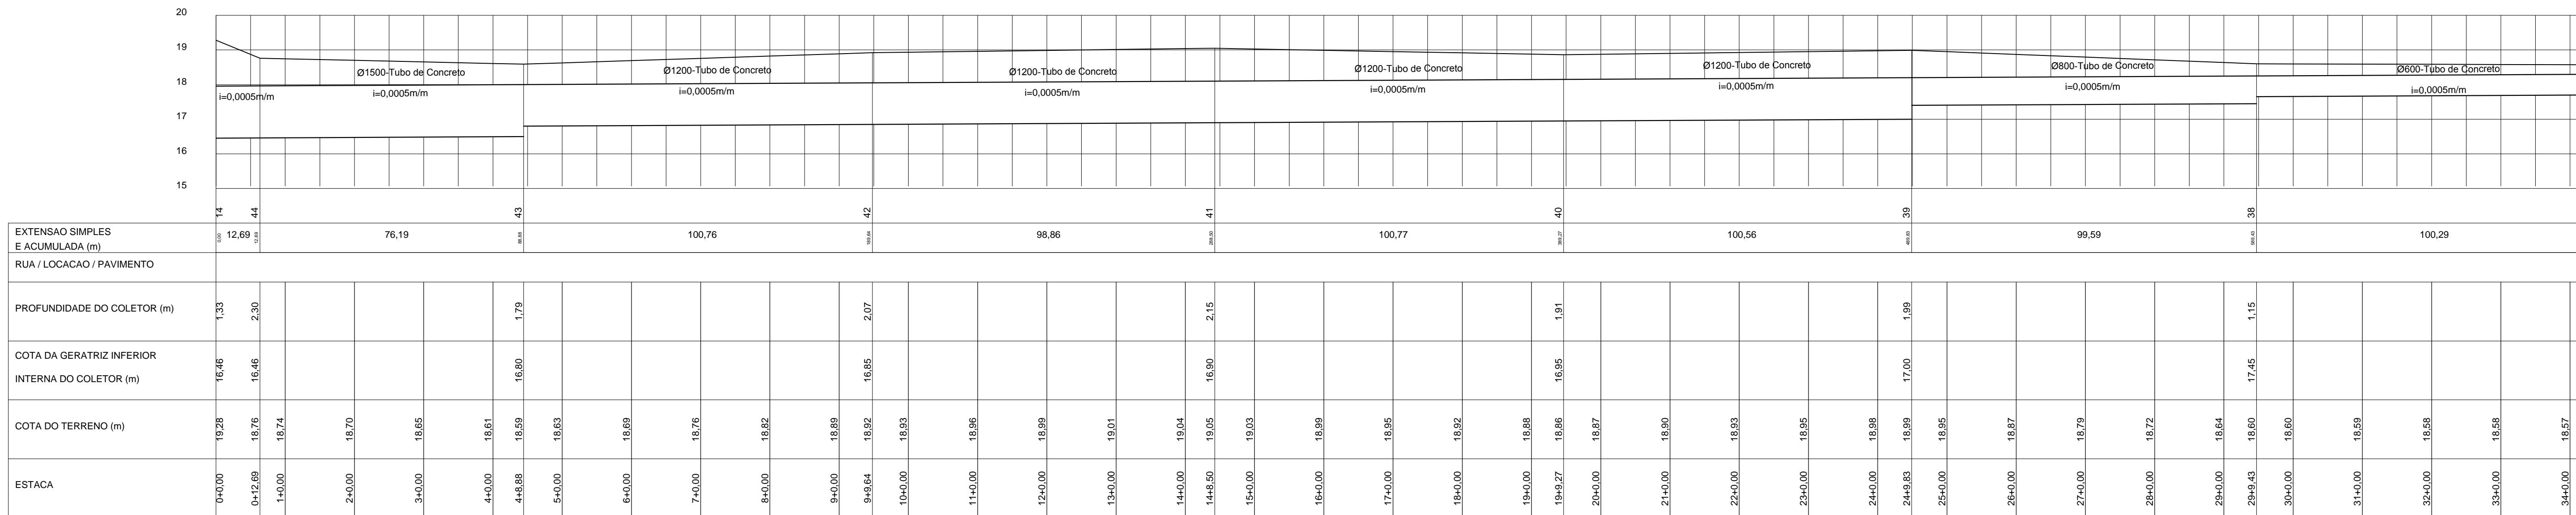 20
19
18
17
16
15
Ø1500-Tubo de Concreto
Ø1200-Tubo de Concreto
Ø1200-Tubo de Concreto
Ø1200-Tubo de Concreto
Ø1200-Tubo de Concreto
Ø800-Tubo de Concreto
Ø600-Tubo de Concreto
i=0,0005m/m
i=0,0005m/m
i=0,0005m/m
i=0,0005m/m
i=0,0005m/m
i=0,0005m/m
i=0,0005m/m
i=0,0005m/m
14 44 43 42 41 40 39 38
EXTENSAO SIMPLES
E ACUMULADA (m)
12,69 76,19 100,76 98,86 100,77 100,56 99,59 100,29
0,00 12,69 88,88
RUA / LOCACAO / PAVIMENTO
PROFUNDIDADE DO COLETOR (m)
1,33 2,30 1,79 2,07 2,15 1,91 1,99 1,15
COTA DA GERATRIZ INFERIOR
INTERNA DO COLETOR (m)
16,46 16,46 16,80 16,85 16,90 16,95 17,00 17,45
COTA DO TERRENO (m)
19,28 18,76 18,74 18,70 18,65 18,61 18,59 18,63 18,69 18,76 18,82 18,89 18,92 18,93 18,96 18,99 19,01 19,04 19,05 19,03 18,99 18,95 18,92 18,88 18,86 18,87 18,90 18,93 18,95 18,98 18,99 18,95 18,87 18,79 18,72 18,64 18,60 18,60 18,59 18,58 18,58 18,57
ESTACA
0+0,00 0+12,69 1+0,00 2+0,00 3+0,00 4+0,00 4+8,88 5+0,00 6+0,00 7+0,00 8+0,00 9+0,00 9+9,64 10+0,00 11+0,00 12+0,00 13+0,00 14+0,00 14+8,50 15+0,00 16+0,00 17+0,00 18+0,00 19+0,00 19+9,27 20+0,00 21+0,00 22+0,00 23+0,00 24+0,00 24+9,83 25+0,00 26+0,00 27+0,00 28+0,00 29+0,00 29+9,43 30+0,00 31+0,00 32+0,00 33+0,00 34+0,00